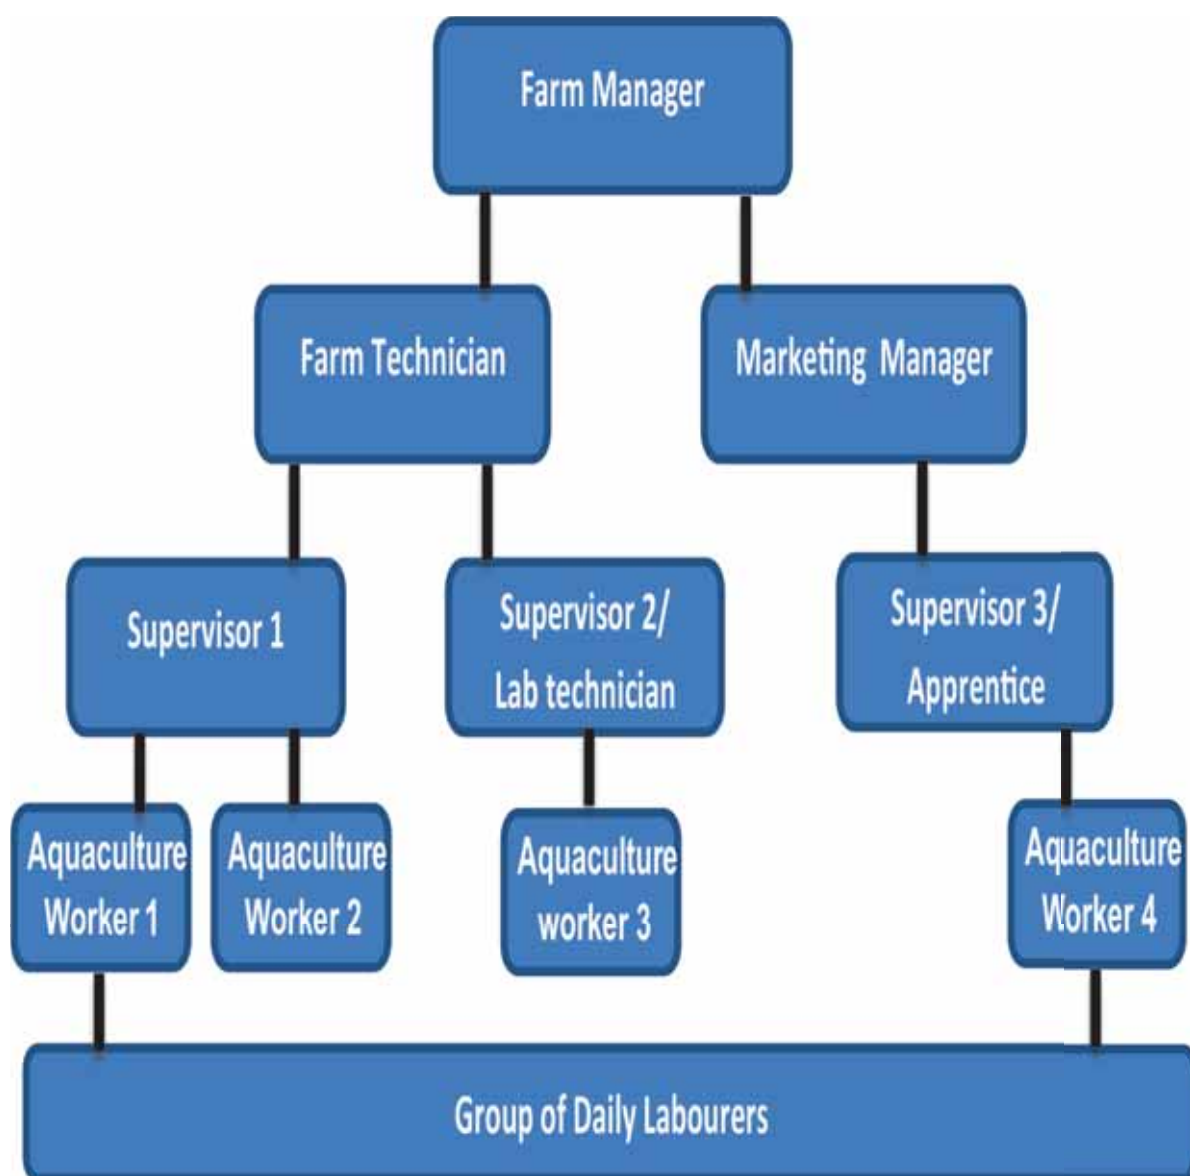 Farm Manager
Farm Technician
Marketing Manager
Supervisor 1
Supervisor 2/
Lab technician
Supervisor 3/
Apprentice
Aquaculture
Worker 1
Aquaculture
Worker 2
Aquaculture
worker 3
Aquaculture
Worker 4
Group of Daily Labourers